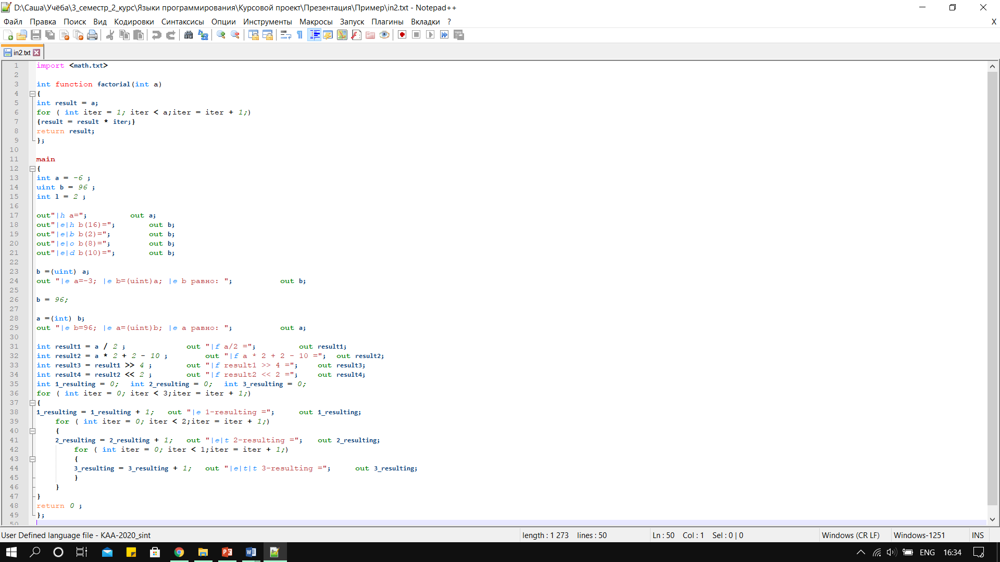 D:\Саша\Учёба\3_семестр_2_курс\Языки программирования\Курсовой проект\Презентация\Пример\in2.txt - Notepad++
Файл Правка Поиск Вид Кодировки Синтаксисы Опции Инструменты Макросы Запуск Плагины Вкладки ? X
in2.txt
1 import <math.txt>
2
3 int function factorial(int a)
4 {
5 int result = a;
6 for ( int iter = 1; iter < a;iter = iter + 1;)
7 {result = result * iter;}
8 return result;
9 };
10
11 main
12 {
13 int a = -6 ;
14 uint b = 96 ;
15 int l = 2 ;
16
17 out"|h a="; out a;
18 out"|e|h b(16)="; out b;
19 out"|e|b b(2)="; out b;
20 out"|e|o b(8)="; out b;
21 out"|e|d b(10)="; out b;
22
23 b =(uint) a;
24 out "|e a=-3; |e b=(uint)a; |e b равно: "; out b;
25
26 b = 96;
27
28 a =(int) b;
29 out "|e b=96; |e a=(uint)b; |e a равно: "; out a;
30
31 int result1 = a / 2 ; out "|f a/2 ="; out result1;
32 int result2 = a * 2 + 2 - 10 ; out "|f a * 2 + 2 - 10 ="; out result2;
33 int result3 = result1 >> 4 ; out "|f result1 >> 4 ="; out result3;
34 int result4 = result2 << 2 ; out "|f result2 << 2 ="; out result4;
35 int 1_resulting = 0; int 2_resulting = 0; int 3_resulting = 0;
36 for ( int iter = 0; iter < 3;iter = iter + 1;)
37 {
38 1_resulting = 1_resulting + 1; out "|e 1-resulting ="; out 1_resulting;
39 for ( int iter = 0; iter < 2;iter = iter + 1;)
40 {
41 2_resulting = 2_resulting + 1; out "|e|t 2-resulting ="; out 2_resulting;
42 for ( int iter = 0; iter < 1;iter = iter + 1;)
43 {
44 3_resulting = 3_resulting + 1; out "|e|t|t 3-resulting ="; out 3_resulting;
45 }
46 }
47 }
48 return 0 ;
49 };
50
User Defined language file - KAA-2020_sint length : 1 273 lines : 50 Ln : 50 Col : 1 Sel : 0 | 0 Windows (CR LF) Windows-1251 INS
ENG 16:34